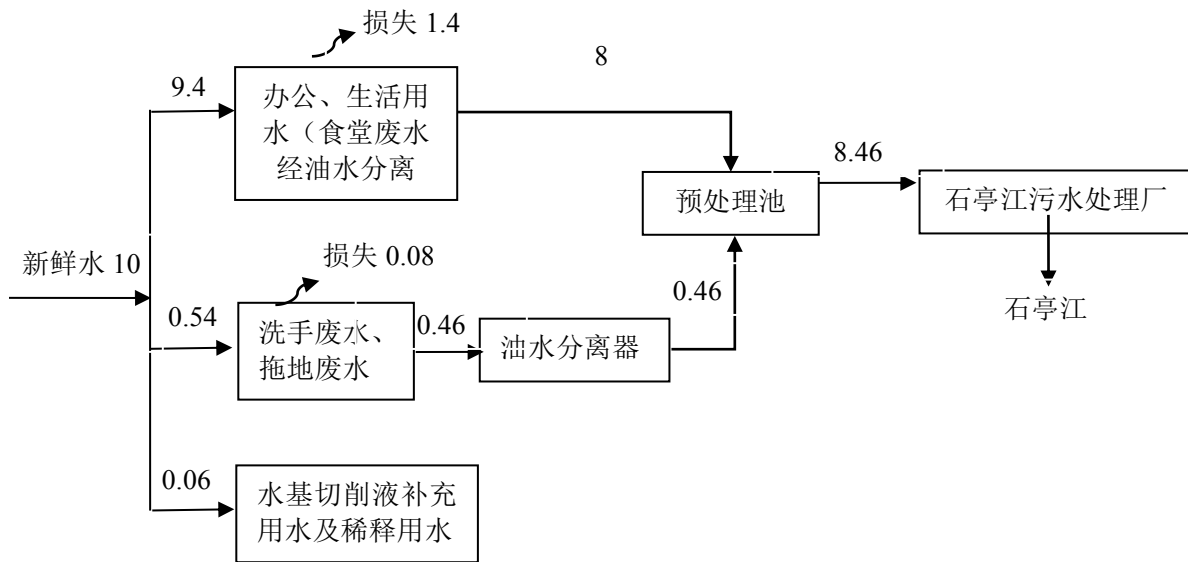 损失 1.4
8
9.4
办公、生活用
水（食堂废水
经油水分离
8.46
预处理池
石亭江污水处理厂
新鲜水 10
损失 0.08
0.46
石亭江
0.54
洗手废水、
拖地废水
0.46
油水分离器
0.06
水基切削液补充
用水及稀释用水